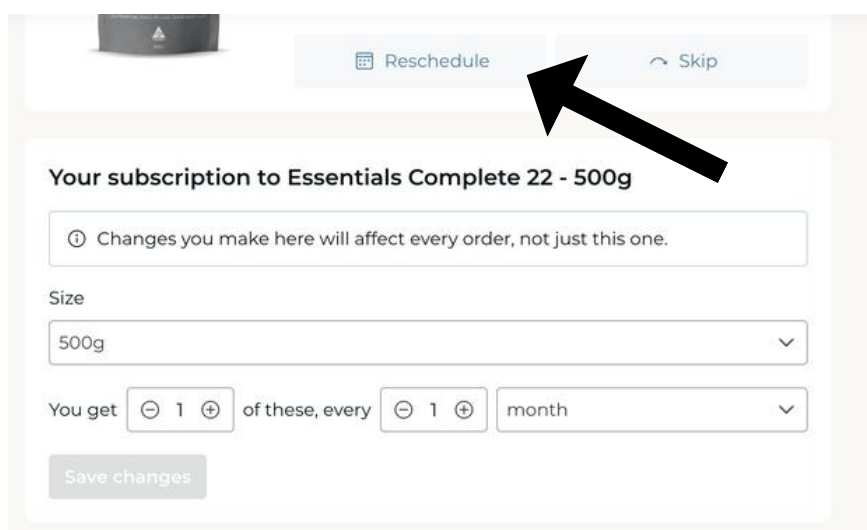 Reschedule
Skip
Your subscription to Essentials Complete 22 - 500g
Changes you make here will affect every order, not just this one.
Size
500g
You get 1 of these, every 1 month
Save changes